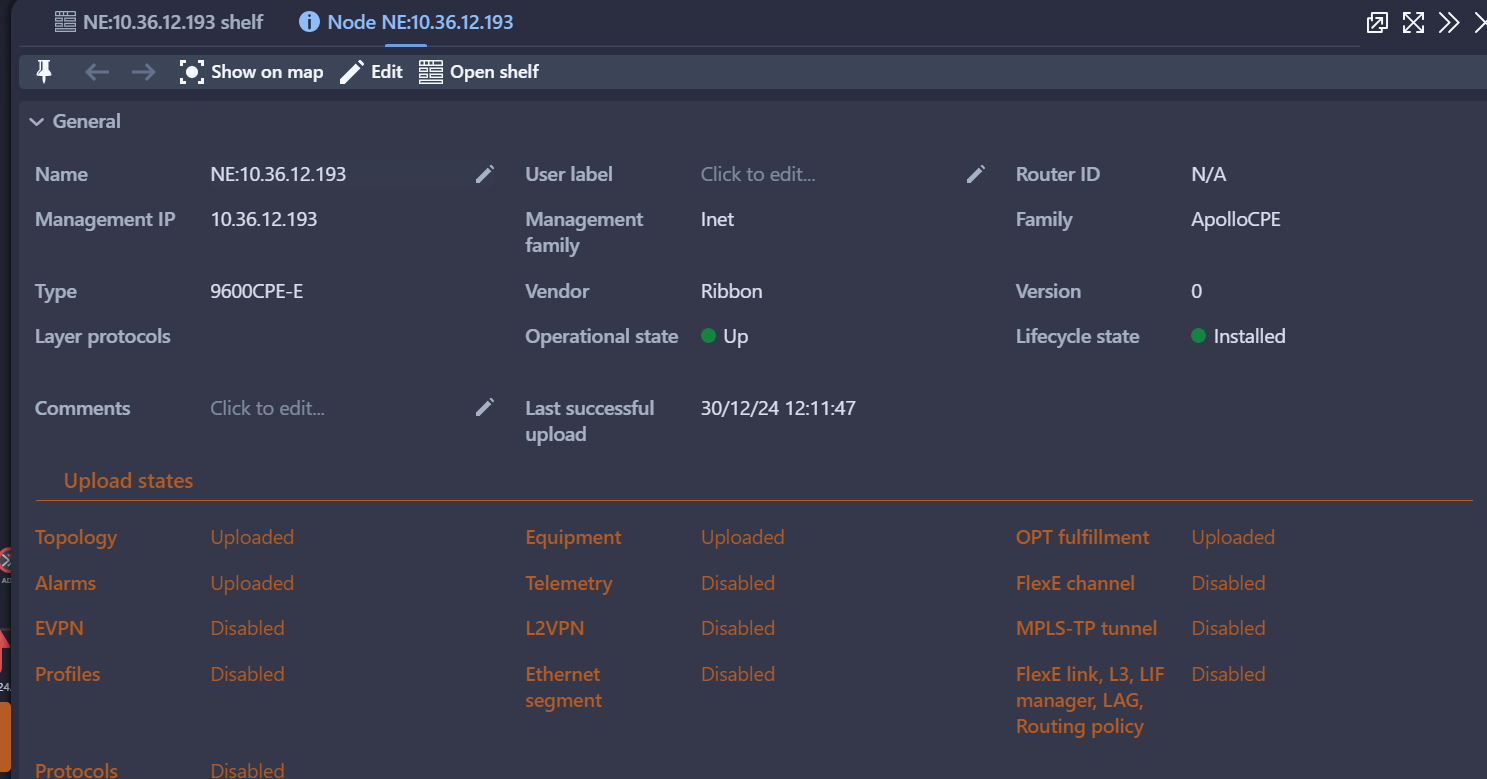 NE:10.36.12.193 shelf
Node NE:10.36.12.193
Show on map
Edit
Open shelf
General
Name
NE:10.36.12.193
User label
Click to edit...
Router ID
N/A
Management IP
10.36.12.193
Management
family
Inet
Family
ApolloCPE
Type
9600CPE-E
Vendor
Ribbon
Version
0
Layer protocols
Operational state
Up
Lifecycle state
Installed
Comments
Click to edit...
Last successful
upload
30/12/24 12:11:47
Upload states
Topology
Uploaded
Equipment
Uploaded
OPT fulfillment
Uploaded
Alarms
Uploaded
Telemetry
Disabled
FlexE channel
Disabled
EVPN
Disabled
L2VPN
Disabled
MPLS-TP tunnel
Disabled
Profiles
Disabled
Ethernet
segment
Disabled
FlexE link, L3, LIF
manager, LAG,
Routing policy
Disabled
Protocols
Disabled